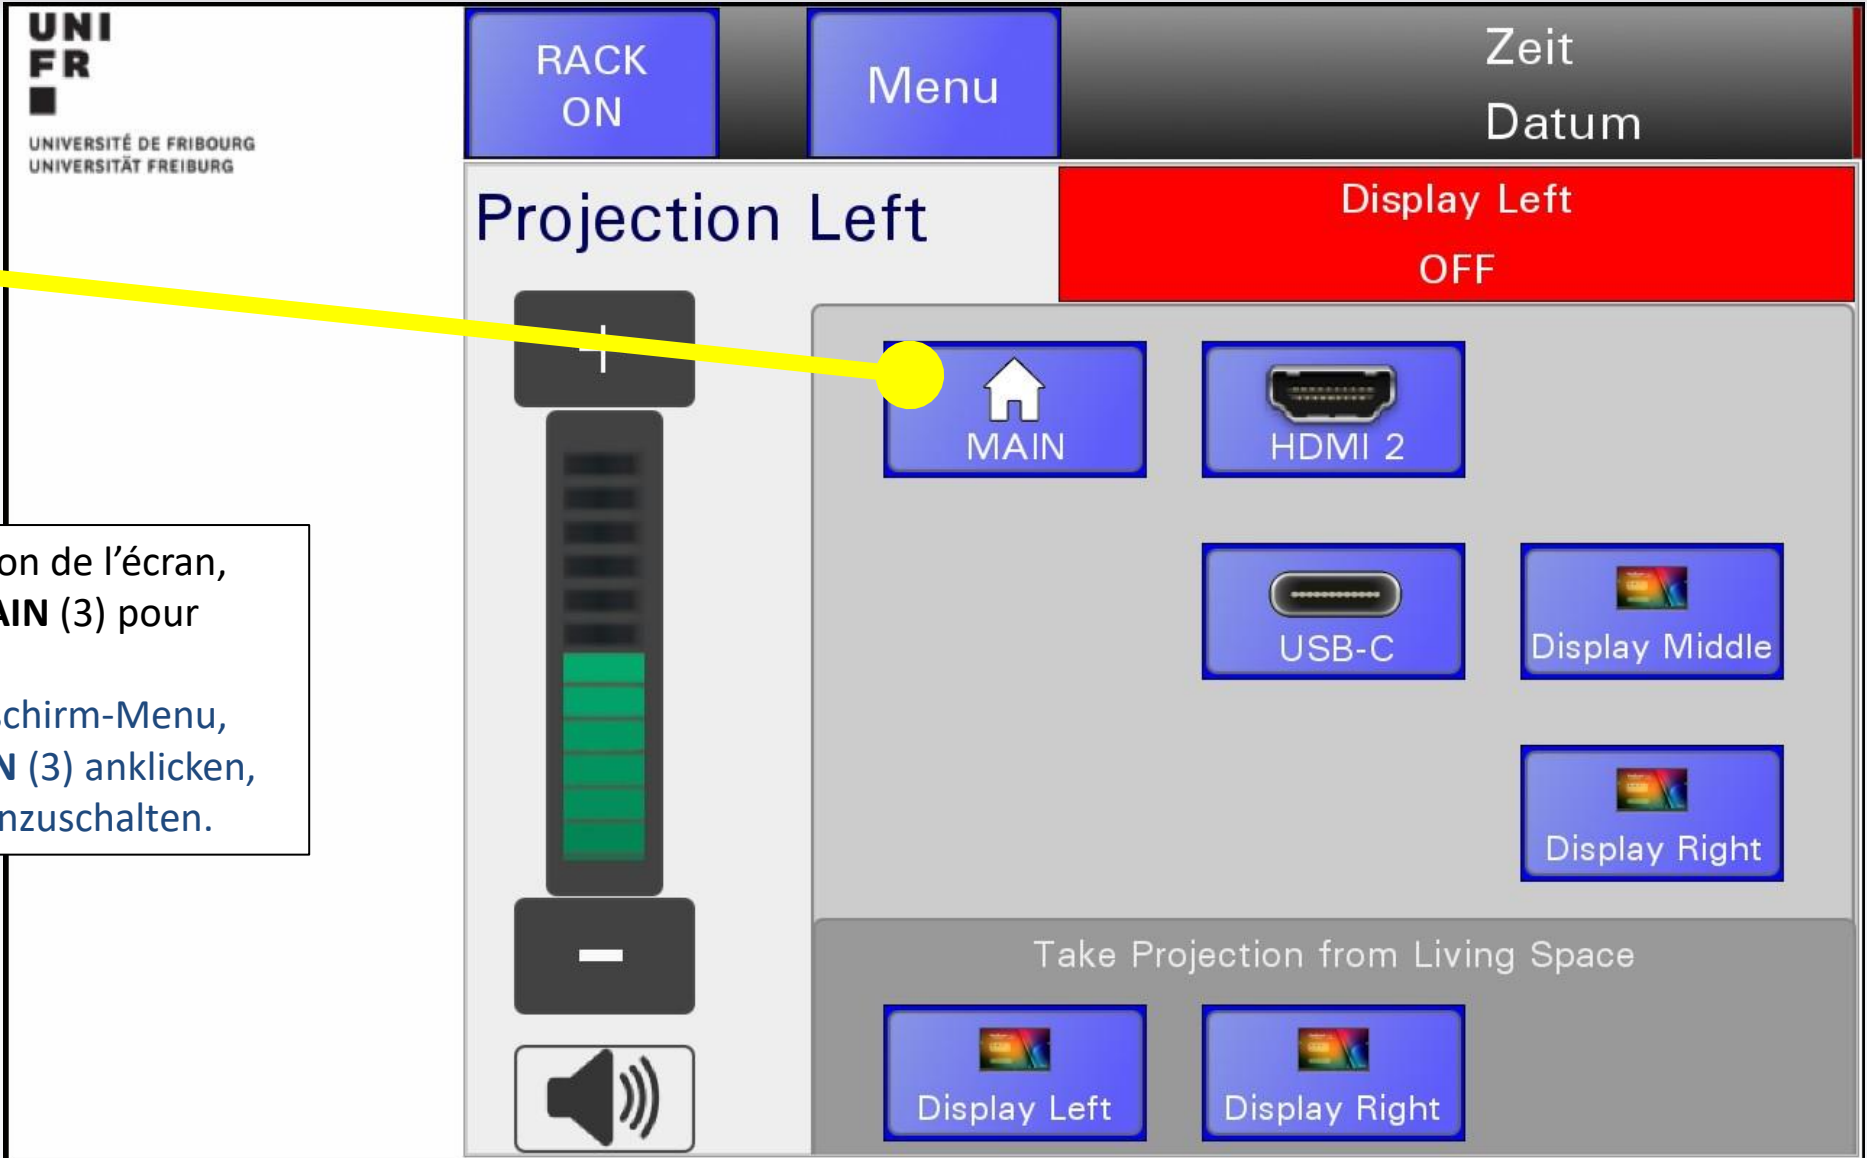 UNI
FR
UNIVERSITÉ DE FRIBOURG
UNIVERSITÄT FREIBURG
RACK
ON
Menu
Zeit
Datum
Projection Left
Display Left
OFF
+
MAIN
HDMI 2
USB-C
Display Middle
Display Right
-
Take Projection from Living Space
Display Left
Display Right
on de l’écran,
AIN (3) pour
schirm-Menu,
N (3) anklicken,
nzuschalten.